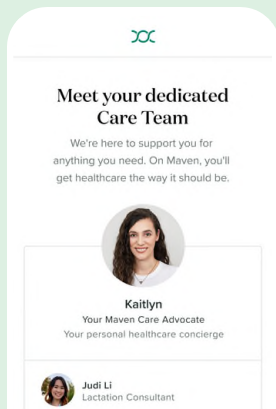 Meet your dedicated
Care Team
We're here to support you for
anything you need. On Maven, you'll
get healthcare the way it should be.
Kaitlyn
Your Maven Care Advocate
Your personal healthcare concierge
Judi Li
Lactation Consultant